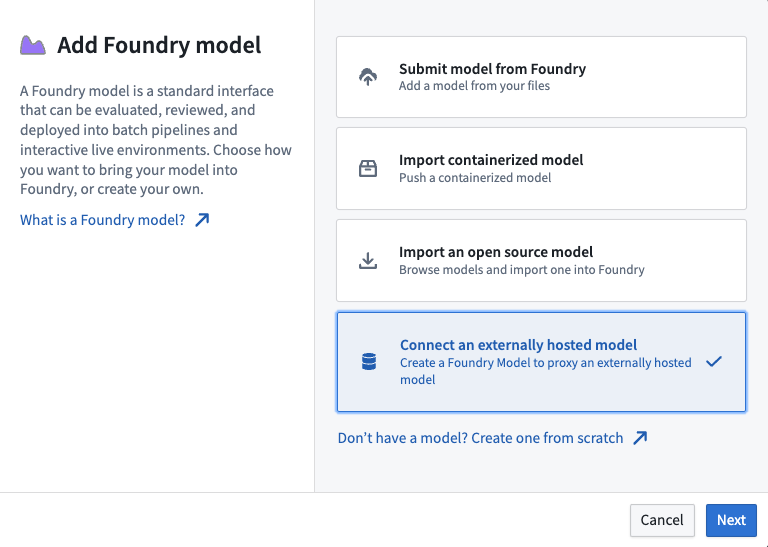 Add Foundry model
A Foundry model is a standard interface
that can be evaluated, reviewed, and
deployed into batch pipelines and
interactive live environments. Choose how
you want to bring your model into
Foundry, or create your own.
What is a Foundry model?
Submit model from Foundry
Add a model from your files
Import containerized model
Push a containerized model
Import an open source model
Browse models and import one into Foundry
Connect an externally hosted model
Create a Foundry Model to proxy an externally hosted
model
Don’t have a model? Create one from scratch
Cancel
Next